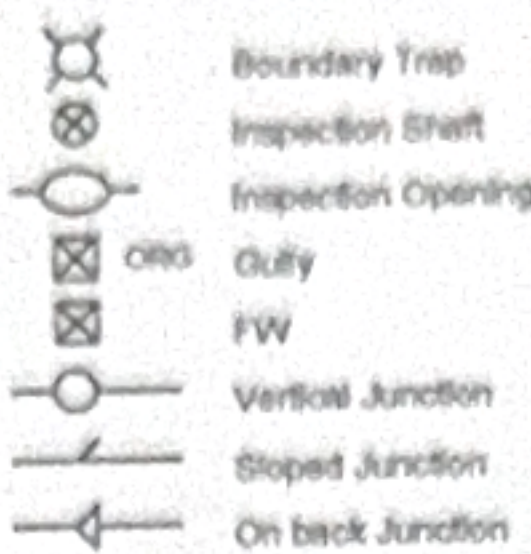 Boundary Trap
Inspection Shaft
Inspection Opening
ORG Gully
FW
Vertical Junction
Sloped Junction
On back Junction